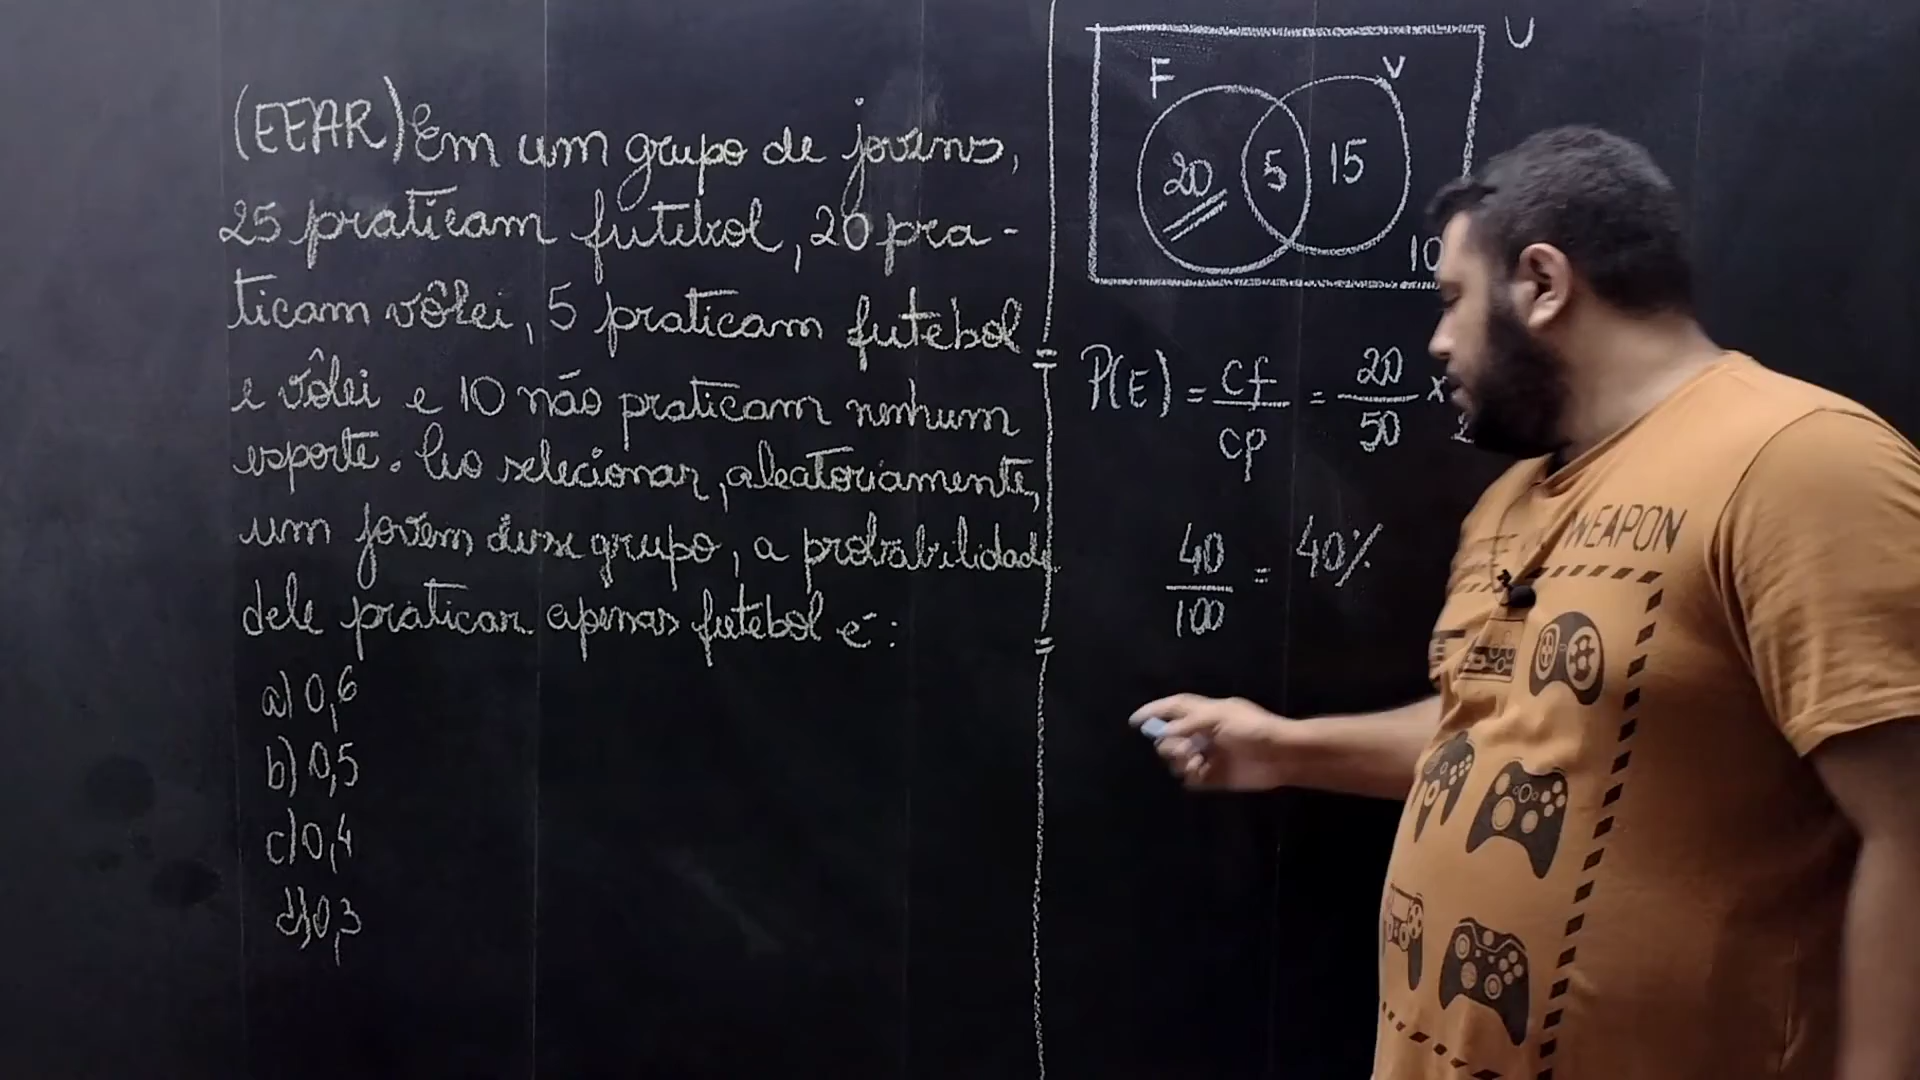 (EEAR) Em um grupo de jovens,
25 praticam futebol, 20 pra-
ticam vôlei, 5 praticam futebol
e vôlei e 10 não praticam nenhum
esporte. Ao selecionar, aleatoriamente,
um jovem desse grupo, a probabilidade
dele praticar apenas futebol é:
a) 0,6
b) 0,5
c) 0,4
d) 0,3
U
F V
20 5 15
10
P(E) = cf/cp = 20/50 ×
40/100 = 40%
WEAPON